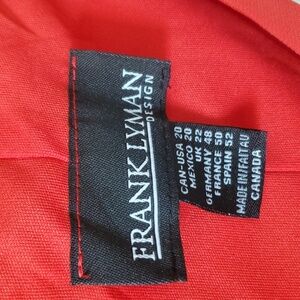 FRANK LYMAN
DESIGN
CAN-USA 20
MEXICO 20
UK 22
GERMANY 48
FRANCE 50
SPAIN 52
MADE IN/FAIT AU
CANADA